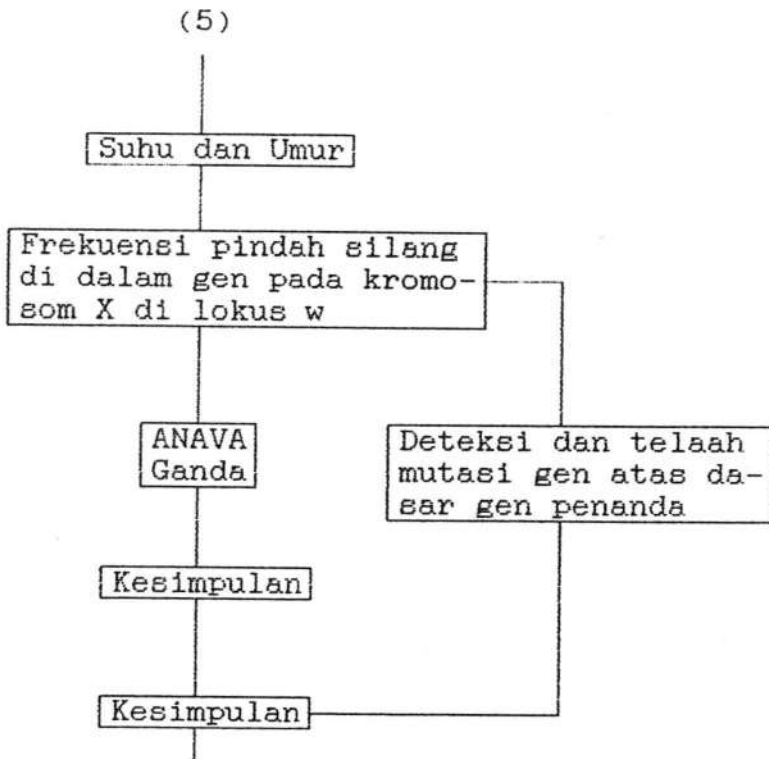 (5)
Suhu dan Umur
Frekuensi pindah silang
di dalam gen pada kromo-
som X di lokus w
ANAVA
Ganda
Deteksi dan telaah
mutasi gen atas da-
sar gen penanda
Kesimpulan
Kesimpulan